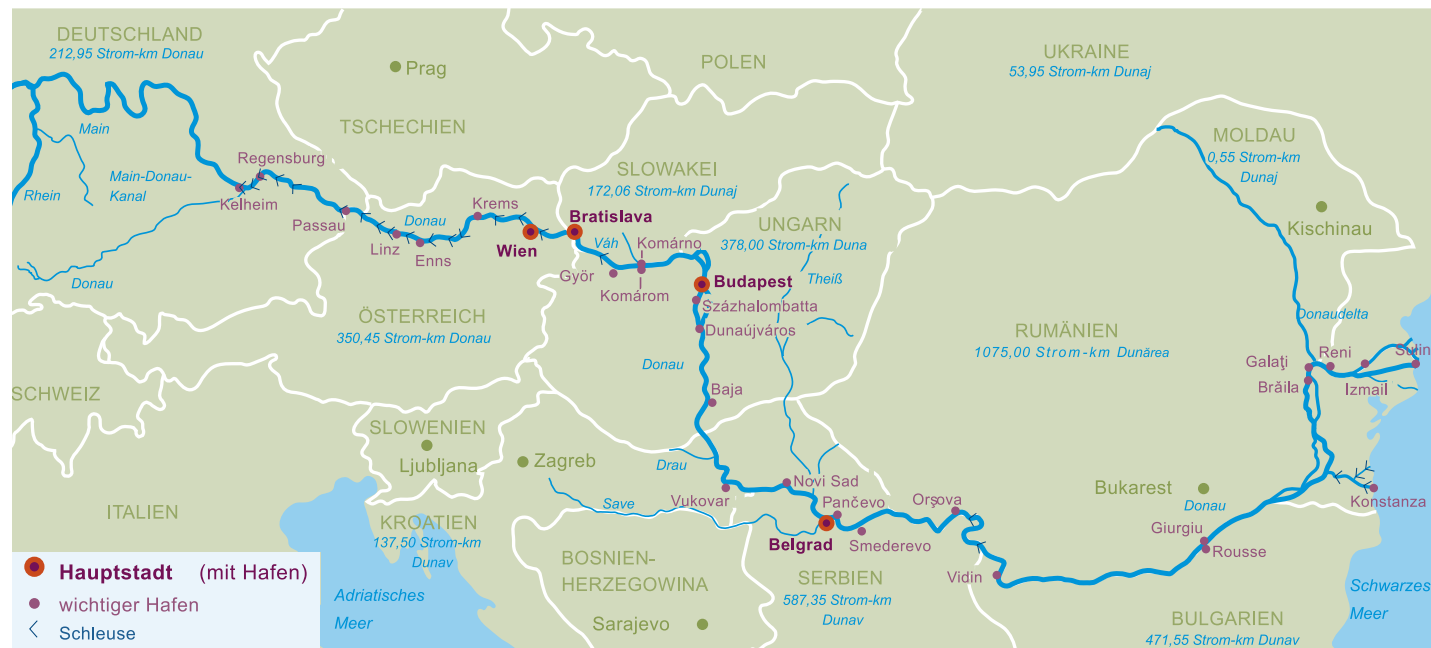 DEUTSCHLAND
212,95 Strom-km Donau
Prag
TSCHECHIEN
POLEN
UKRAINE
53,95 Strom-km Dunaj
MOLDAU
0,55 Strom-km
Dunaj
Kischinau
Main
Main-Donau-
Kanal
Rhein
Regensburg
Kelheim
Passau
Donau
Linz
Enns
Krems
Donau
Wien
Bratislava
SLOWAKEI
172,06 Strom-km Dunaj
Váh
Komárno
Györ
Komárom
UNGARN
378,00 Strom-km Duna
Theiß
Budapest
Százhalombatta
Dunaújváros
Donau
Baja
ÖSTERREICH
350,45 Strom-km Donau
RUMÄNIEN
1075,00 Strom-km Dunărea
Donaudelta
Galaţi
Reni
Sulin
Brăila
Izmail
SCHWEIZ
SLOWENIEN
Ljubljana
Zagreb
Drau
Save
Vukovar
Novi Sad
Pančevo
Orşova
Belgrad
Smederevo
Vidin
Bukarest
Donau
Giurgiu
Rousse
Konstanza
ITALIEN
KROATIEN
137,50 Strom-km
Dunav
BOSNIEN-
HERZEGOWINA
Sarajevo
SERBIEN
587,35 Strom-km
Dunav
BULGARIEN
471,55 Strom-km Dunav
Adriatisches
Meer
Schwarzes
Meer
Hauptstadt (mit Hafen)
wichtiger Hafen
Schleuse